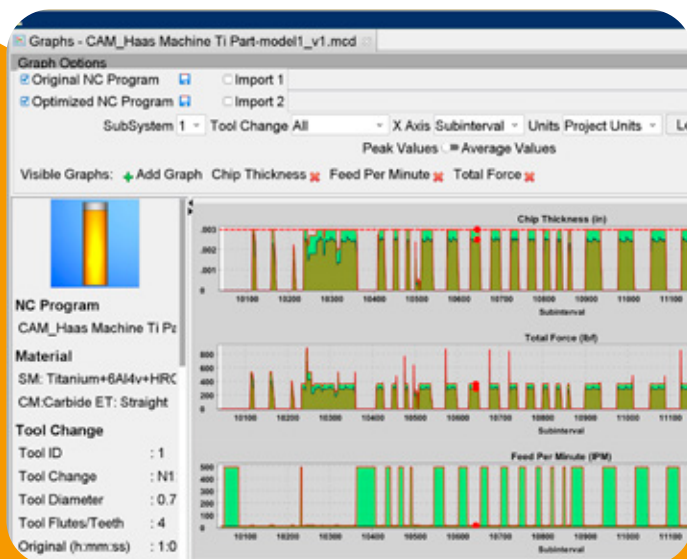 Graphs - CAM_Haas Machine Ti Part-model1_v1.mcd
Graph Options
Original NC Program Import 1
Optimized NC Program Import 2
SubSystem 1 Tool Change All X Axis Subinterval Units Project Units
Peak Values Average Values
Visible Graphs: Add Graph Chip Thickness Feed Per Minute Total Force
Chip Thickness (in)
.003
.002
.001
0
10100 10200 10300 10400 10500 10600 10700 10800 10900 11000 11100
Subinterval
NC Program
CAM_Haas Machine Ti Pa
Material
SM: Titanium+6Al4v+HRC
CM:Carbide ET: Straight
Total Force (lbf)
800
600
400
200
0
10100 10200 10300 10400 10500 10600 10700 10800 10900 11000 11100
Subinterval
Tool Change
Tool ID : 1
Tool Change : N1
Tool Diameter : 0.7
Tool Flutes/Teeth : 4
Original (h:mm:ss) : 1:0
Feed Per Minute (IPM)
500
400
300
200
100
0
10100 10200 10300 10400 10500 10600 10700 10800 10900 11000 11100
Subinterval